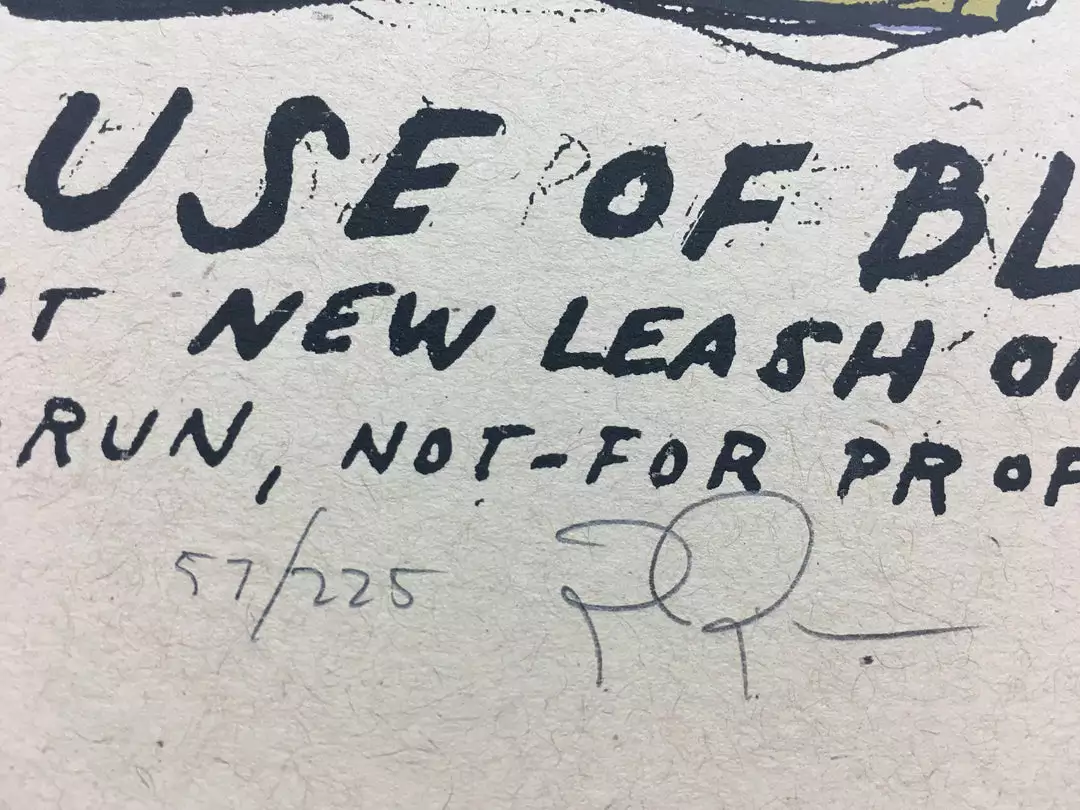 USE OF BL
T NEW LEASH O
RUN, NOT-FOR PROF
57/225